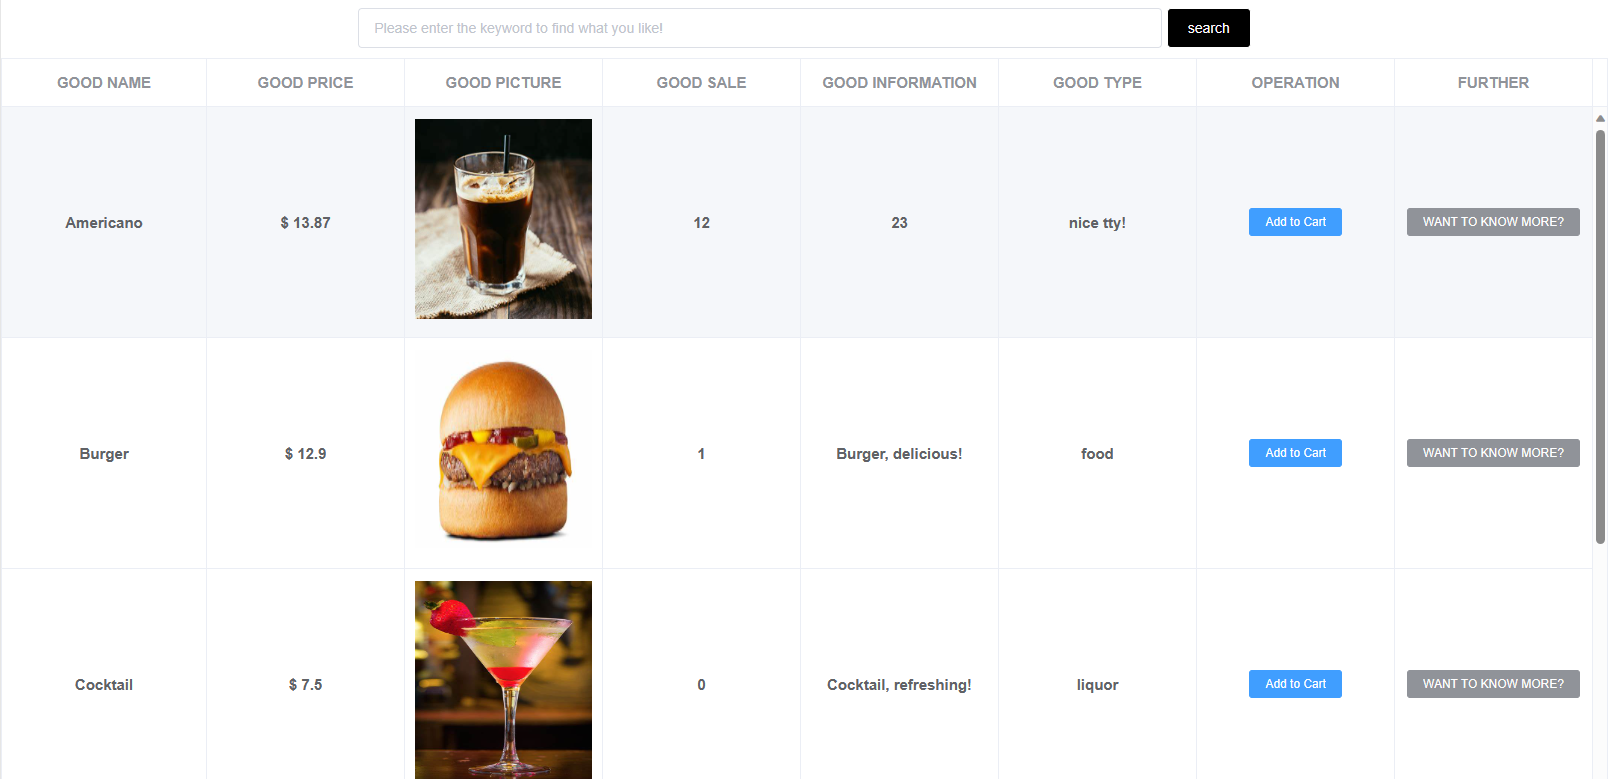 Please enter the keyword to find what you like!
search
GOOD NAME GOOD PRICE GOOD PICTURE GOOD SALE GOOD INFORMATION GOOD TYPE OPERATION FURTHER
Americano $ 13.87 12 23 nice tty! Add to Cart WANT TO KNOW MORE?
Burger $ 12.9 1 Burger, delicious! food Add to Cart WANT TO KNOW MORE?
Cocktail $ 7.5 0 Cocktail, refreshing! liquor Add to Cart WANT TO KNOW MORE?